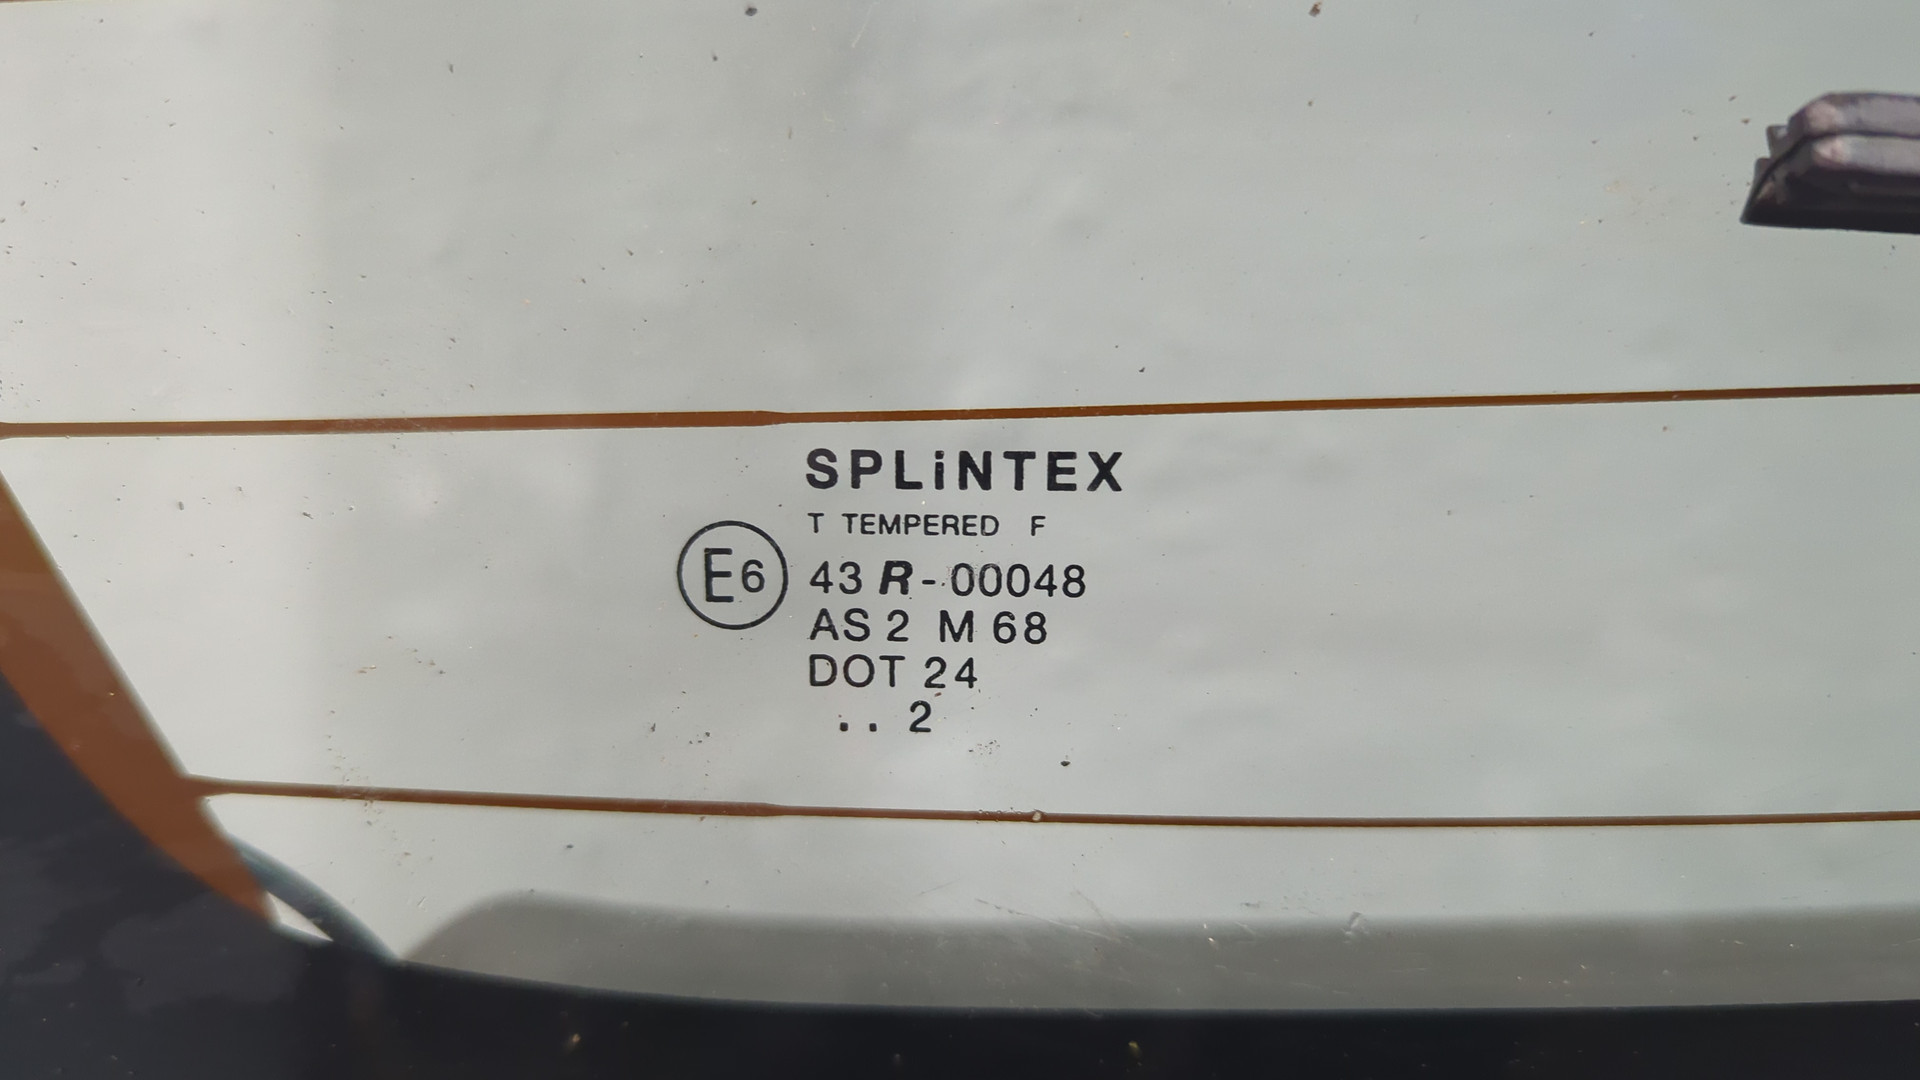 SPLiNTEX
T TEMPERED F
E6 43 R-00048
AS 2 M 68
DOT 24
. . 2